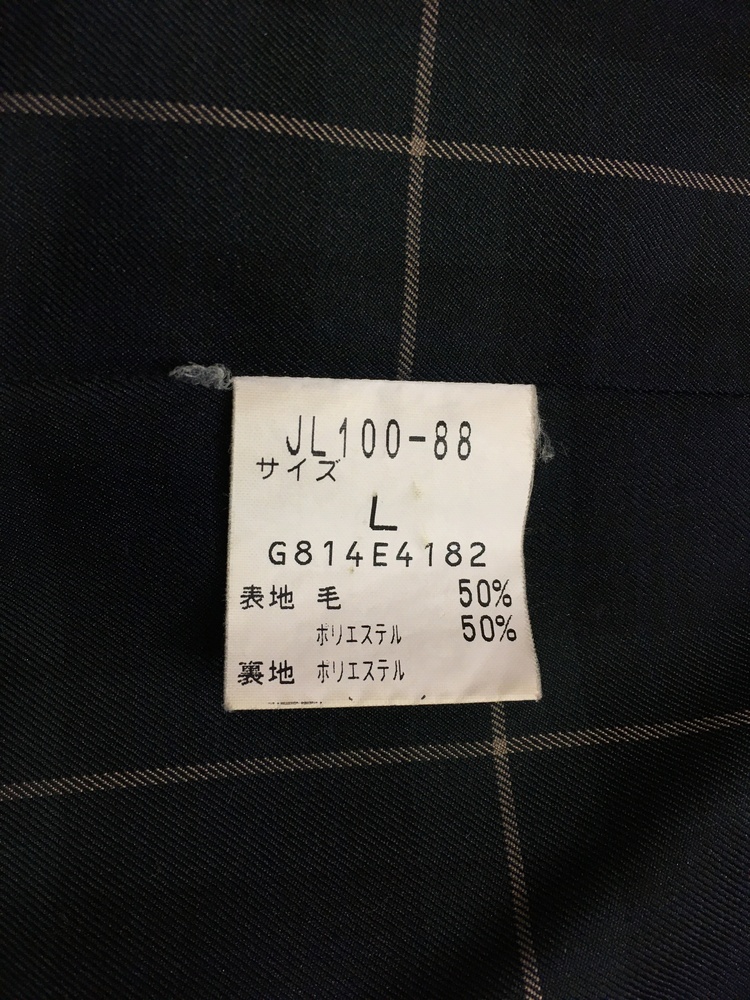 JL100-88
サイズ
L
G814E4182
表地 毛 50%
ポリエステル 50%
裏地 ポリエステル